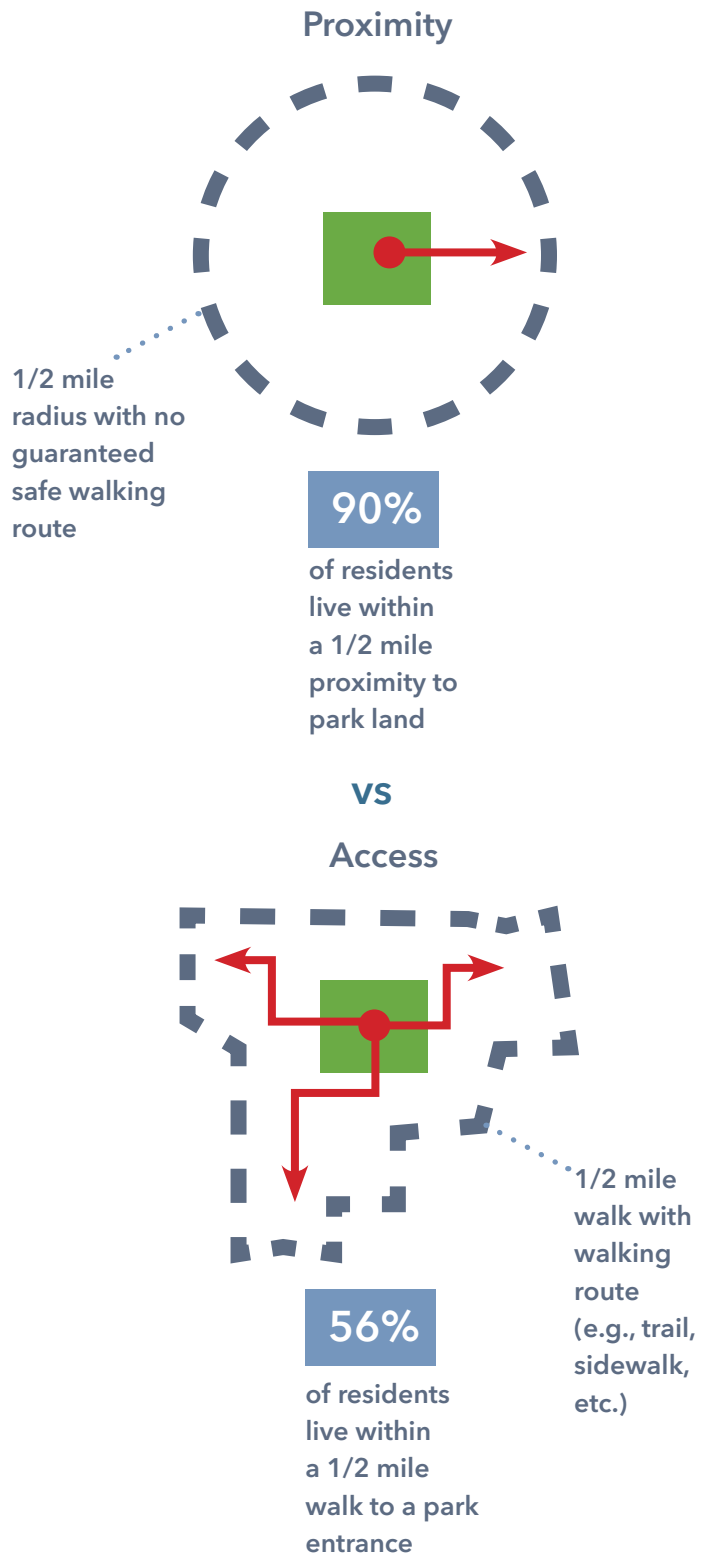 Proximity
1/2 mile
radius with no
guaranteed
safe walking
route
90%
of residents
live within
a 1/2 mile
proximity to
park land
vs
Access
1/2 mile
walk with
walking
route
(e.g., trail,
sidewalk,
etc.)
56%
of residents
live within
a 1/2 mile
walk to a park
entrance